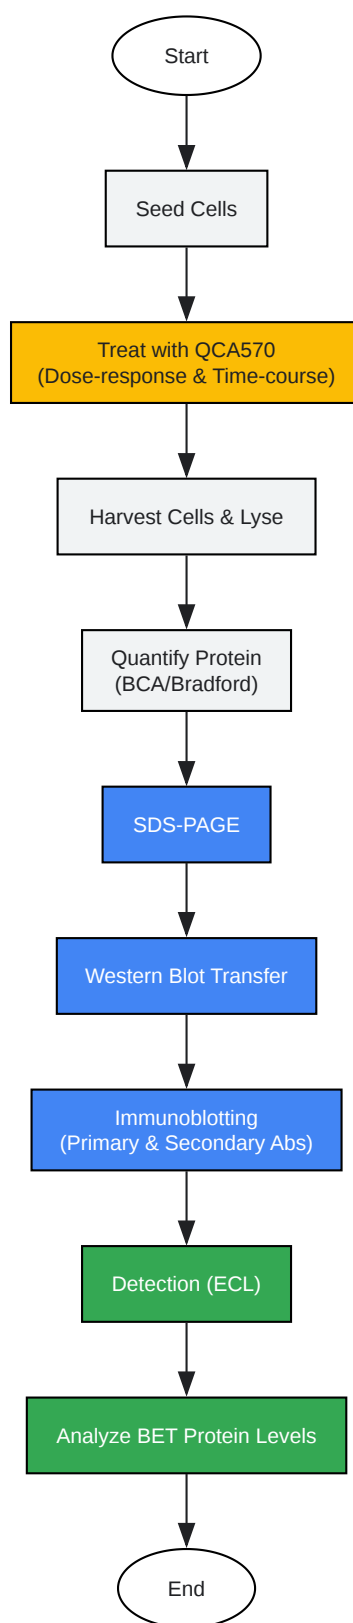 Start
Seed Cells
Treat with QCA570
(Dose-response & Time-course)
Harvest Cells & Lyse
Quantify Protein
(BCA/Bradford)
SDS-PAGE
Western Blot Transfer
Immunoblotting
(Primary & Secondary Abs)
Detection (ECL)
Analyze BET Protein Levels
End